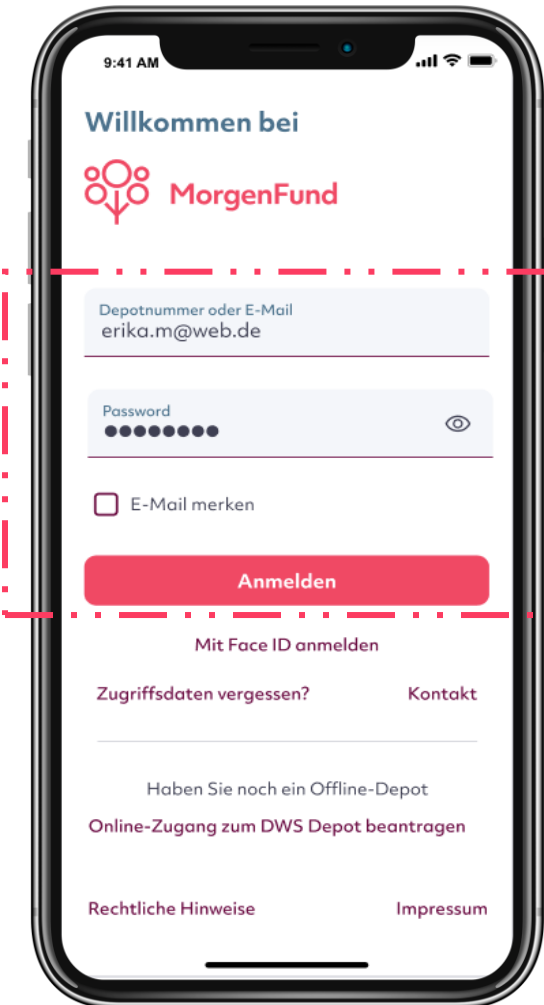 9:41 AM
Willkommen bei
MorgenFund
Depotnummer oder E-Mail
erika.m@web.de
Password
●●●●●●●●
E-Mail merken
Anmelden
Mit Face ID anmelden
Zugriffsdaten vergessen? Kontakt
Haben Sie noch ein Offline-Depot
Online-Zugang zum DWS Depot beantragen
Rechtliche Hinweise Impressum